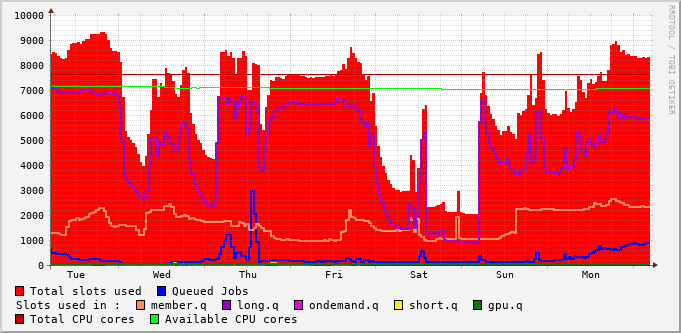 10000
9000
8000
7000
6000
5000
4000
3000
2000
1000
0
Tue Wed Thu Fri Sat Sun Mon
Total slots used Queued Jobs
Slots used in : member.q long.q ondemand.q short.q gpu.q
Total CPU cores Available CPU cores
RRDTOOL / TOBI OETIKER